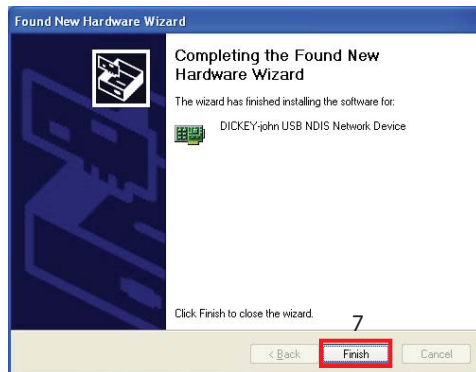 Found New Hardware Wizard
Completing the Found New
Hardware Wizard
The wizard has finished installing the software for:
DICKEY-john USB NDIS Network Device
Click Finish to close the wizard.
7
< Back
Finish
Cancel